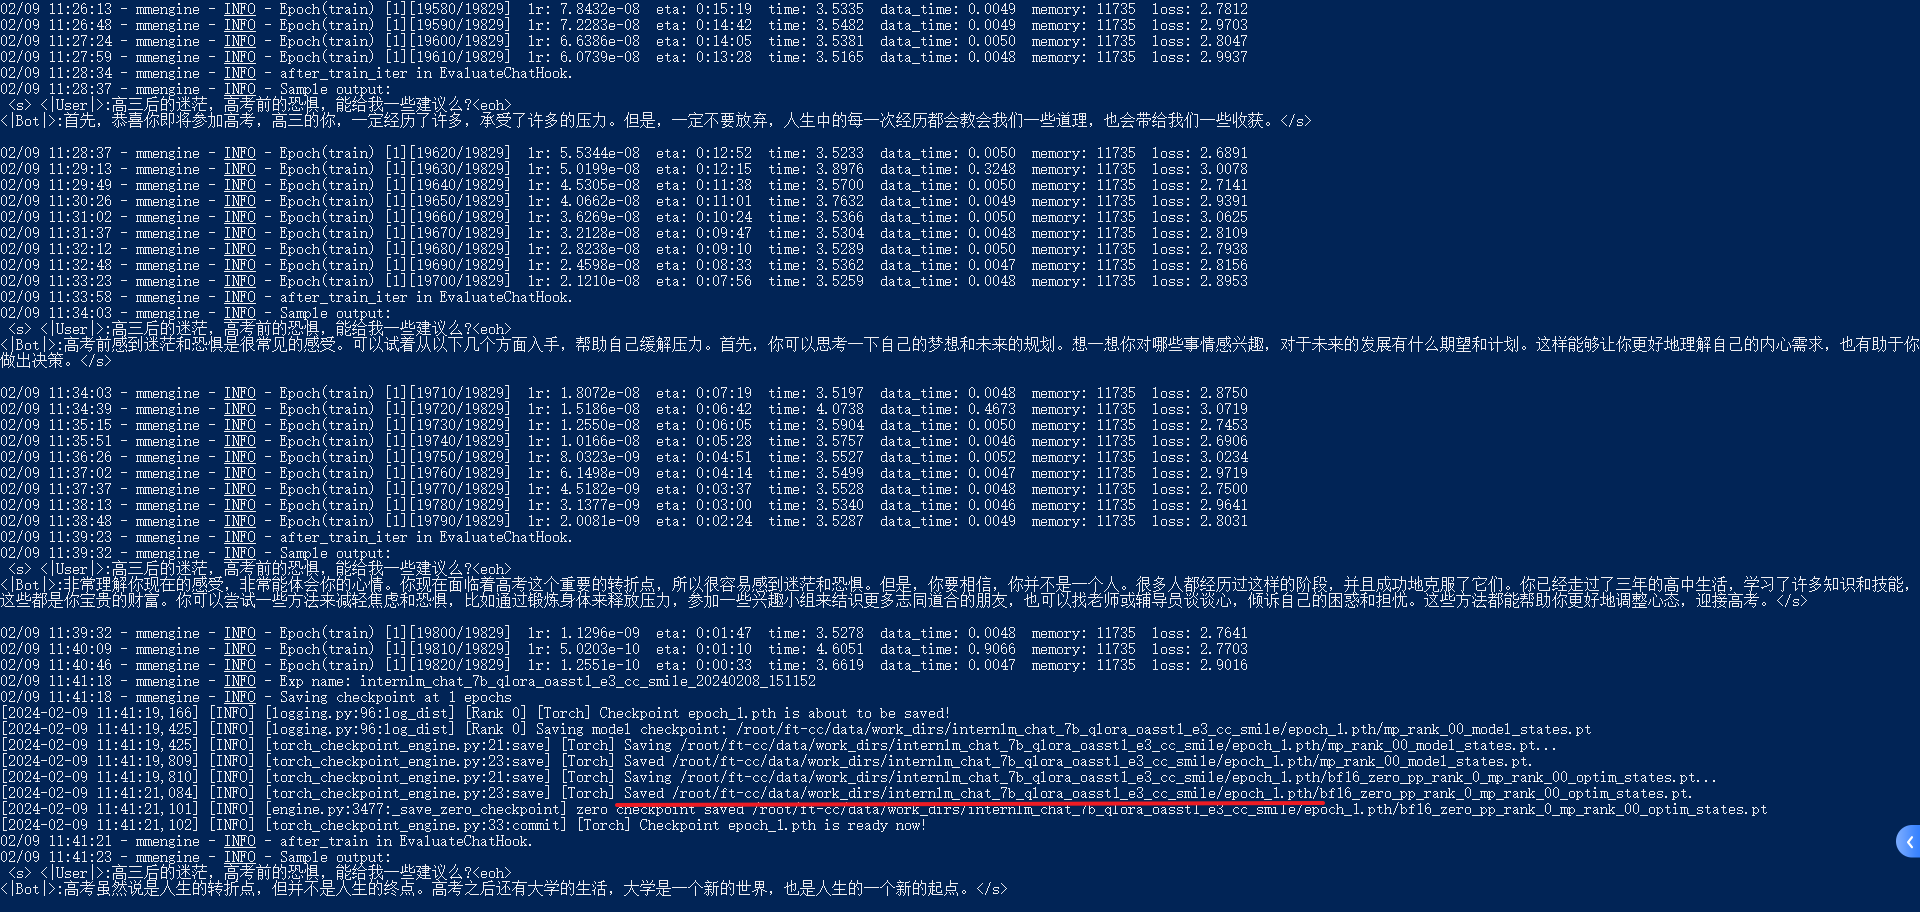 02/09 11:26:13 - mmengine - INFO - Epoch(train) [1][19580/19829] lr: 7.8432e-08 eta: 0:15:19 time: 3.5335 data_time: 0.0049 memory: 11735 loss: 2.7812
02/09 11:26:48 - mmengine - INFO - Epoch(train) [1][19590/19829] lr: 7.2283e-08 eta: 0:14:42 time: 3.5482 data_time: 0.0049 memory: 11735 loss: 2.9703
02/09 11:27:24 - mmengine - INFO - Epoch(train) [1][19600/19829] lr: 6.6386e-08 eta: 0:14:05 time: 3.5381 data_time: 0.0050 memory: 11735 loss: 2.8047
02/09 11:27:59 - mmengine - INFO - Epoch(train) [1][19610/19829] lr: 6.0739e-08 eta: 0:13:28 time: 3.5165 data_time: 0.0048 memory: 11735 loss: 2.9937
02/09 11:28:34 - mmengine - INFO - after_train_iter in EvaluateChatHook.
02/09 11:28:37 - mmengine - INFO - Sample output:
<s> <|User|>:高三后的迷茫，高考前的恐惧，能给我一些建议么?<eoh>
<|Bot|>:首先，恭喜你即将参加高考，高三的你，一定经历了许多，承受了许多的压力。但是，一定不要放弃，人生中的每一次经历都会教会我们一些道理，也会带给我们一些收获。</s>
02/09 11:28:37 - mmengine - INFO - Epoch(train) [1][19620/19829] lr: 5.5344e-08 eta: 0:12:52 time: 3.5233 data_time: 0.0050 memory: 11735 loss: 2.6891
02/09 11:29:13 - mmengine - INFO - Epoch(train) [1][19630/19829] lr: 5.0199e-08 eta: 0:12:15 time: 3.8976 data_time: 0.3248 memory: 11735 loss: 3.0078
02/09 11:29:49 - mmengine - INFO - Epoch(train) [1][19640/19829] lr: 4.5305e-08 eta: 0:11:38 time: 3.5700 data_time: 0.0050 memory: 11735 loss: 2.7141
02/09 11:30:26 - mmengine - INFO - Epoch(train) [1][19650/19829] lr: 4.0662e-08 eta: 0:11:01 time: 3.7632 data_time: 0.0049 memory: 11735 loss: 2.9391
02/09 11:31:02 - mmengine - INFO - Epoch(train) [1][19660/19829] lr: 3.6269e-08 eta: 0:10:24 time: 3.5366 data_time: 0.0050 memory: 11735 loss: 3.0625
02/09 11:31:37 - mmengine - INFO - Epoch(train) [1][19670/19829] lr: 3.2128e-08 eta: 0:09:47 time: 3.5304 data_time: 0.0048 memory: 11735 loss: 2.8109
02/09 11:32:12 - mmengine - INFO - Epoch(train) [1][19680/19829] lr: 2.8238e-08 eta: 0:09:10 time: 3.5289 data_time: 0.0050 memory: 11735 loss: 2.7938
02/09 11:32:48 - mmengine - INFO - Epoch(train) [1][19690/19829] lr: 2.4598e-08 eta: 0:08:33 time: 3.5362 data_time: 0.0047 memory: 11735 loss: 2.8156
02/09 11:33:23 - mmengine - INFO - Epoch(train) [1][19700/19829] lr: 2.1210e-08 eta: 0:07:56 time: 3.5259 data_time: 0.0048 memory: 11735 loss: 2.8953
02/09 11:33:58 - mmengine - INFO - after_train_iter in EvaluateChatHook.
02/09 11:34:03 - mmengine - INFO - Sample output:
<s> <|User|>:高三后的迷茫，高考前的恐惧，能给我一些建议么?<eoh>
<|Bot|>:高考前感到迷茫和恐惧是很常见的感受。可以试着从以下几个方面入手，帮助自己缓解压力。首先，你可以思考一下自己的梦想和未来的规划。想一想你对哪些事情感兴趣，对于未来的发展有什么期望和计划。这样能够让你更好地理解自己的内心需求，也有助于你
做出决策。</s>
02/09 11:34:03 - mmengine - INFO - Epoch(train) [1][19710/19829] lr: 1.8072e-08 eta: 0:07:19 time: 3.5197 data_time: 0.0048 memory: 11735 loss: 2.8750
02/09 11:34:39 - mmengine - INFO - Epoch(train) [1][19720/19829] lr: 1.5186e-08 eta: 0:06:42 time: 4.0738 data_time: 0.4673 memory: 11735 loss: 3.0719
02/09 11:35:15 - mmengine - INFO - Epoch(train) [1][19730/19829] lr: 1.2550e-08 eta: 0:06:05 time: 3.5904 data_time: 0.0050 memory: 11735 loss: 2.7453
02/09 11:35:51 - mmengine - INFO - Epoch(train) [1][19740/19829] lr: 1.0166e-08 eta: 0:05:28 time: 3.5757 data_time: 0.0046 memory: 11735 loss: 2.6906
02/09 11:36:26 - mmengine - INFO - Epoch(train) [1][19750/19829] lr: 8.0323e-09 eta: 0:04:51 time: 3.5527 data_time: 0.0052 memory: 11735 loss: 3.0234
02/09 11:37:02 - mmengine - INFO - Epoch(train) [1][19760/19829] lr: 6.1498e-09 eta: 0:04:14 time: 3.5499 data_time: 0.0047 memory: 11735 loss: 2.9719
02/09 11:37:37 - mmengine - INFO - Epoch(train) [1][19770/19829] lr: 4.5182e-09 eta: 0:03:37 time: 3.5528 data_time: 0.0048 memory: 11735 loss: 2.7500
02/09 11:38:13 - mmengine - INFO - Epoch(train) [1][19780/19829] lr: 3.1377e-09 eta: 0:03:00 time: 3.5340 data_time: 0.0046 memory: 11735 loss: 2.9641
02/09 11:38:48 - mmengine - INFO - Epoch(train) [1][19790/19829] lr: 2.0081e-09 eta: 0:02:24 time: 3.5287 data_time: 0.0049 memory: 11735 loss: 2.8031
02/09 11:39:23 - mmengine - INFO - after_train_iter in EvaluateChatHook.
02/09 11:39:32 - mmengine - INFO - Sample output:
<s> <|User|>:高三后的迷茫，高考前的恐惧，能给我一些建议么?<eoh>
<|Bot|>:非常理解你现在的感受，非常能体会你的心情。你现在面临着高考这个重要的转折点，所以很容易感到迷茫和恐惧。但是，你要相信，你并不是一个人。很多人都经历过这样的阶段，并且成功地克服了它们。你已经走过了三年的高中生活，学习了许多知识和技能，
这些都是你宝贵的财富。你可以尝试一些方法来减轻焦虑和恐惧，比如通过锻炼身体来释放压力，参加一些兴趣小组来结识更多志同道合的朋友，也可以找老师或辅导员谈谈心，倾诉自己的困惑和担忧。这些方法都能帮助你更好地调整心态，迎接高考。</s>
02/09 11:39:32 - mmengine - INFO - Epoch(train) [1][19800/19829] lr: 1.1296e-09 eta: 0:01:47 time: 3.5278 data_time: 0.0048 memory: 11735 loss: 2.7641
02/09 11:40:09 - mmengine - INFO - Epoch(train) [1][19810/19829] lr: 5.0203e-10 eta: 0:01:10 time: 4.6051 data_time: 0.9066 memory: 11735 loss: 2.7703
02/09 11:40:46 - mmengine - INFO - Epoch(train) [1][19820/19829] lr: 1.2551e-10 eta: 0:00:33 time: 3.6619 data_time: 0.0047 memory: 11735 loss: 2.9016
02/09 11:41:18 - mmengine - INFO - Exp name: internlm_chat_7b_qlora_oasst1_e3_cc_smile_20240208_151152
02/09 11:41:18 - mmengine - INFO - Saving checkpoint at 1 epochs
[2024-02-09 11:41:19,166] [INFO] [logging.py:96:log_dist] [Rank 0] [Torch] Checkpoint epoch_1.pth is about to be saved!
[2024-02-09 11:41:19,425] [INFO] [logging.py:96:log_dist] [Rank 0] Saving model checkpoint: /root/ft-cc/data/work_dirs/internlm_chat_7b_qlora_oasst1_e3_cc_smile/epoch_1.pth/mp_rank_00_model_states.pt
[2024-02-09 11:41:19,425] [INFO] [torch_checkpoint_engine.py:21:save] [Torch] Saving /root/ft-cc/data/work_dirs/internlm_chat_7b_qlora_oasst1_e3_cc_smile/epoch_1.pth/mp_rank_00_model_states.pt...
[2024-02-09 11:41:19,809] [INFO] [torch_checkpoint_engine.py:23:save] [Torch] Saved /root/ft-cc/data/work_dirs/internlm_chat_7b_qlora_oasst1_e3_cc_smile/epoch_1.pth/mp_rank_00_model_states.pt.
[2024-02-09 11:41:19,810] [INFO] [torch_checkpoint_engine.py:21:save] [Torch] Saving /root/ft-cc/data/work_dirs/internlm_chat_7b_qlora_oasst1_e3_cc_smile/epoch_1.pth/bf16_zero_pp_rank_0_mp_rank_00_optim_states.pt...
[2024-02-09 11:41:21,084] [INFO] [torch_checkpoint_engine.py:23:save] [Torch] Saved /root/ft-cc/data/work_dirs/internlm_chat_7b_qlora_oasst1_e3_cc_smile/epoch_1.pth/bf16_zero_pp_rank_0_mp_rank_00_optim_states.pt.
[2024-02-09 11:41:21,101] [INFO] [engine.py:3477:_save_zero_checkpoint] zero checkpoint saved /root/ft-cc/data/work_dirs/internlm_chat_7b_qlora_oasst1_e3_cc_smile/epoch_1.pth/bf16_zero_pp_rank_0_mp_rank_00_optim_states.pt
[2024-02-09 11:41:21,102] [INFO] [torch_checkpoint_engine.py:33:commit] [Torch] Checkpoint epoch_1.pth is ready now!
02/09 11:41:21 - mmengine - INFO - after_train in EvaluateChatHook.
02/09 11:41:23 - mmengine - INFO - Sample output:
<s> <|User|>:高三后的迷茫，高考前的恐惧，能给我一些建议么?<eoh>
<|Bot|>:高考虽然说是人生的转折点，但并不是人生的终点。高考之后还有大学的生活，大学是一个新的世界，也是人生的一个新的起点。</s>